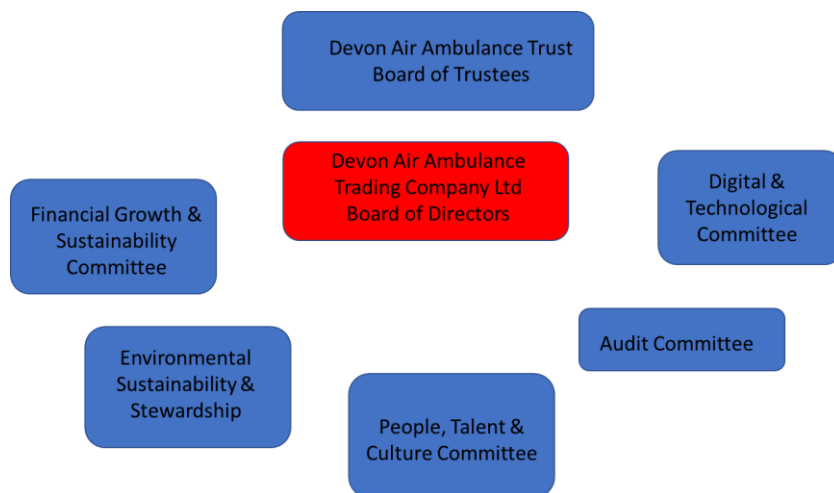 Devon Air Ambulance Trust
Board of Trustees
Devon Air Ambulance
Trading Company Ltd
Board of Directors
Financial Growth &
Sustainability
Committee
Digital &
Technological
Committee
Environmental
Sustainability &
Stewardship
Audit Committee
People, Talent &
Culture Committee